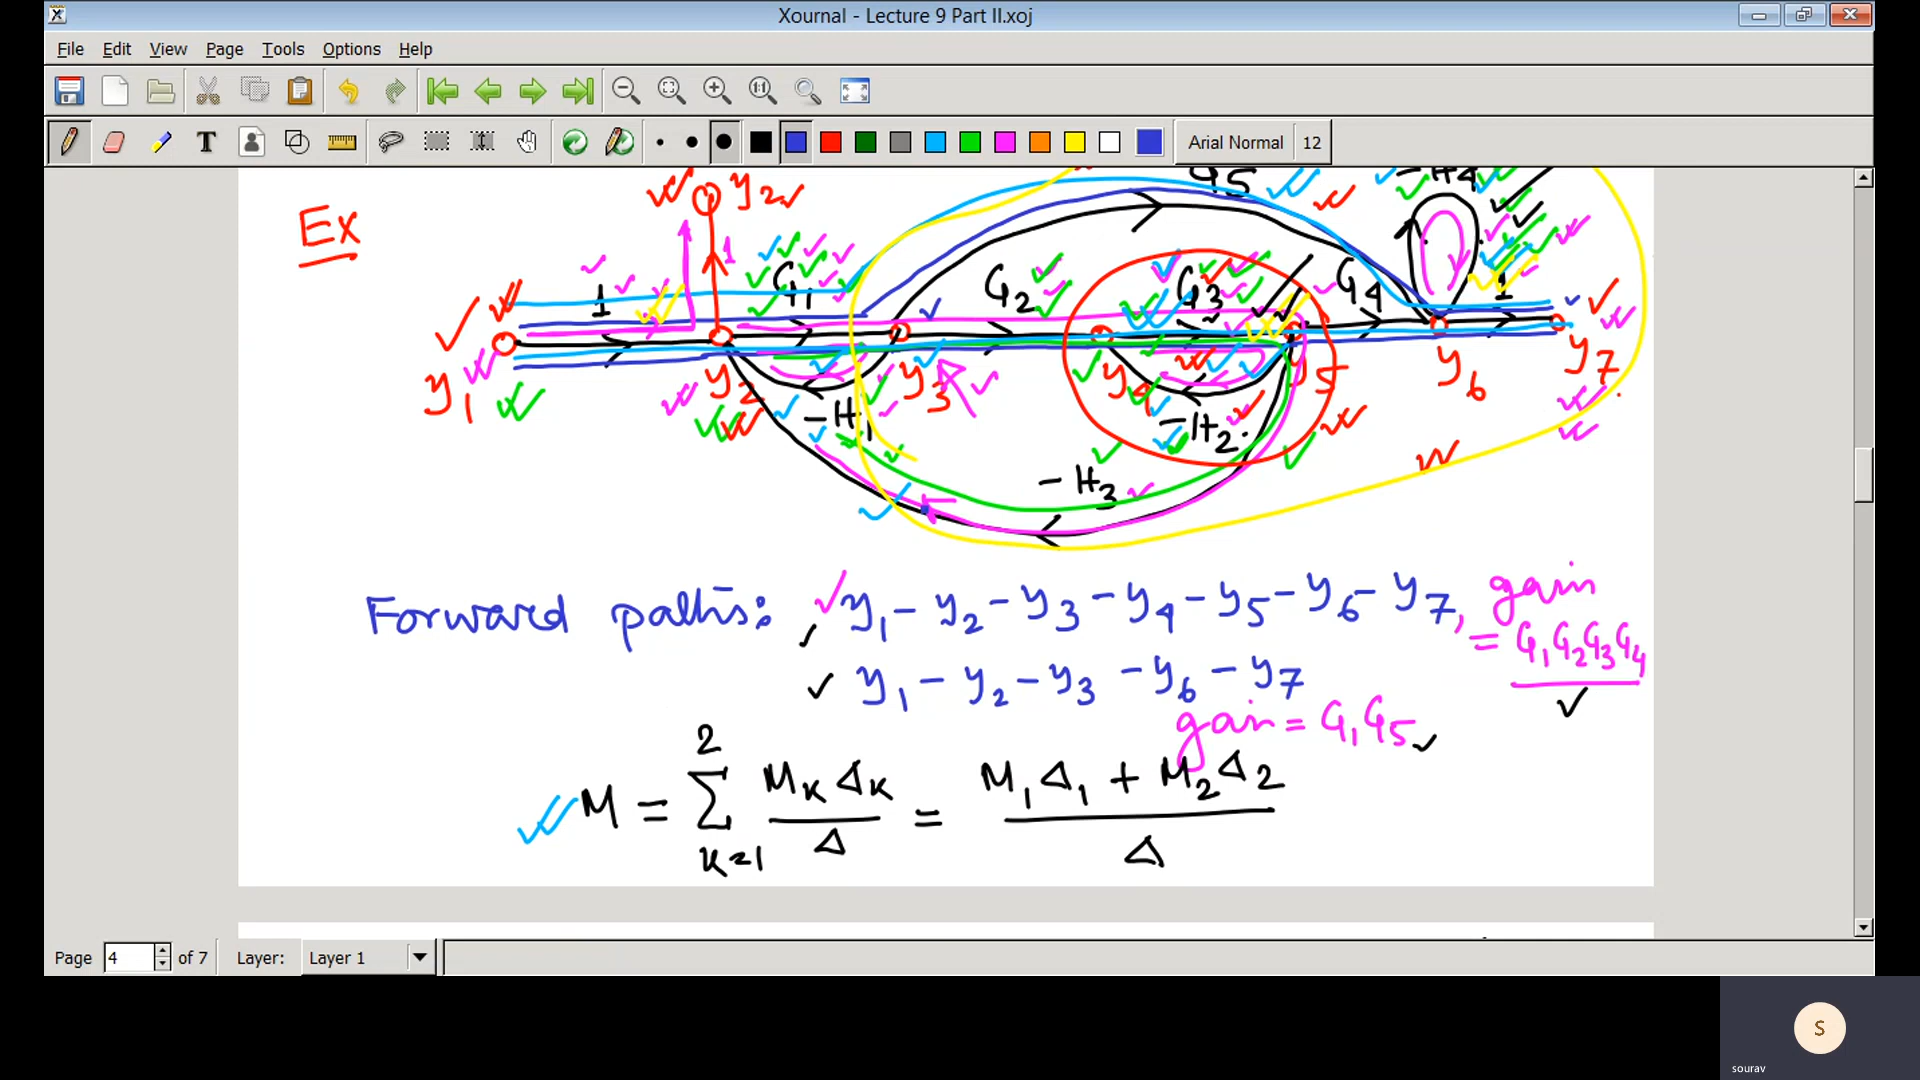 Xournal - Lecture 9 Part II.xoj
File Edit View Page Tools Options Help
Arial Normal 12
Ex
y2
G5
-H4
1
1
G1
G2
G3
G4
1
y1
y2
y3
y4
y5
y6
y7
-H1
-H2
-H3
Forward paths: y1 - y2 - y3 - y4 - y5 - y6 - y7, gain
= G1G2G3G4
y1 - y2 - y3 - y6 - y7
gain = G1G5
M = 2 Σ k=1 MkΔk / Δ = M1Δ1 + M2Δ2 / Δ
Page 4 of 7 Layer: Layer 1
S
sourav